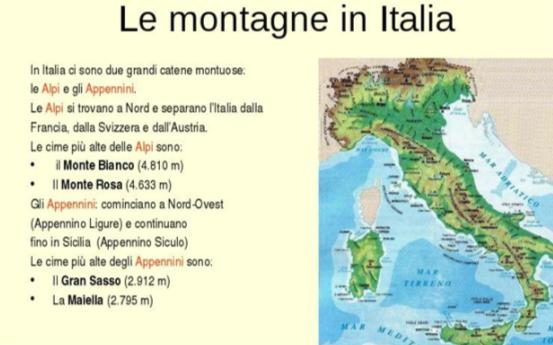 Le montagne in Italia
In Italia ci sono due grandi catene montuose:
le Alpi e gli Appennini.
Le Alpi si trovano a Nord e separano l'Italia dalla
Francia, dalla Svizzera e dall'Austria.
Le cime più alte delle Alpi sono:
• il Monte Bianco (4.810 m)
• Il Monte Rosa (4.633 m)
Gli Appennini: cominciano a Nord-Ovest
(Appennino Ligure) e continuano
fino in Sicilia (Appennino Siculo)
Le cime più alte degli Appennini sono:
• Il Gran Sasso (2.912 m)
• La Maiella (2.795 m)
MAR ADRIATICO
MAR
TIRRENO
MAR